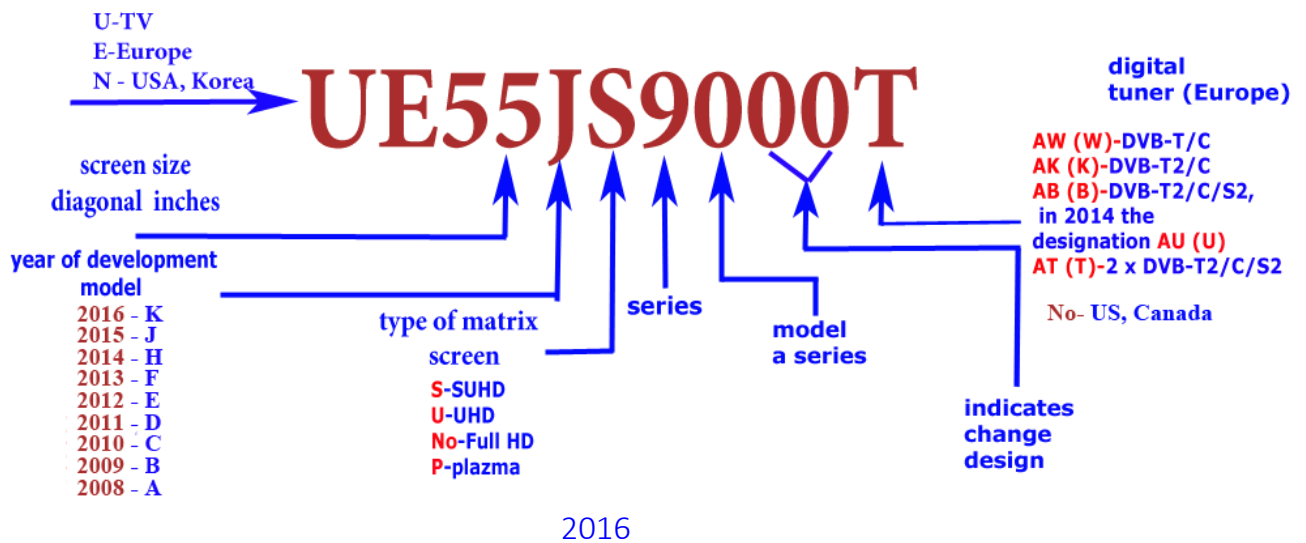 U-TV
E-Europe
N - USA, Korea
UE55JS9000T
digital
tuner (Europe)
AW (W)-DVB-T/C
AK (K)-DVB-T2/C
AB (B)-DVB-T2/C/S2,
in 2014 the
designation AU (U)
AT (T)-2 x DVB-T2/C/S2
No- US, Canada
screen size
diagonal inches
year of development
model
2016 - K
2015 - J
2014 - H
2013 - F
2012 - E
2011 - D
2010 - C
2009 - B
2008 - A
type of matrix
screen
S-SUHD
U-UHD
No-Full HD
P-plazma
series
model
a series
indicates
change
design
2016